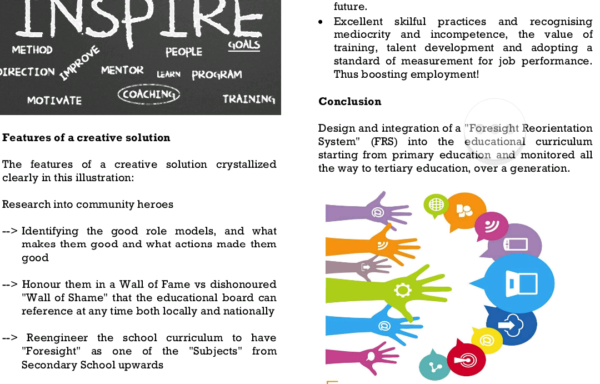 INSPIRE
GOALS
METHOD
PEOPLE
IMPROVE
DIRECTION
MENTOR
LEARN
PROGRAM
COACHING
MOTIVATE
TRAINING
Features of a creative solution
The features of a creative solution crystallized
clearly in this illustration:
Research into community heroes
--> Identifying the good role models, and what
makes them good and what actions made them
good
--> Honour them in a Wall of Fame vs dishonoured
"Wall of Shame" that the educational board can
reference at any time both locally and nationally
--> Reengineer the school curriculum to have
"Foresight" as one of the "Subjects" from
Secondary School upwards
future.
• Excellent skilful practices and recognising
mediocrity and incompetence, the value of
training, talent development and adopting a
standard of measurement for job performance.
Thus boosting employment!
Conclusion
Design and integration of a "Foresight Reorientation
System" (FRS) into the educational curriculum
starting from primary education and monitored all
the way to tertiary education, over a generation.